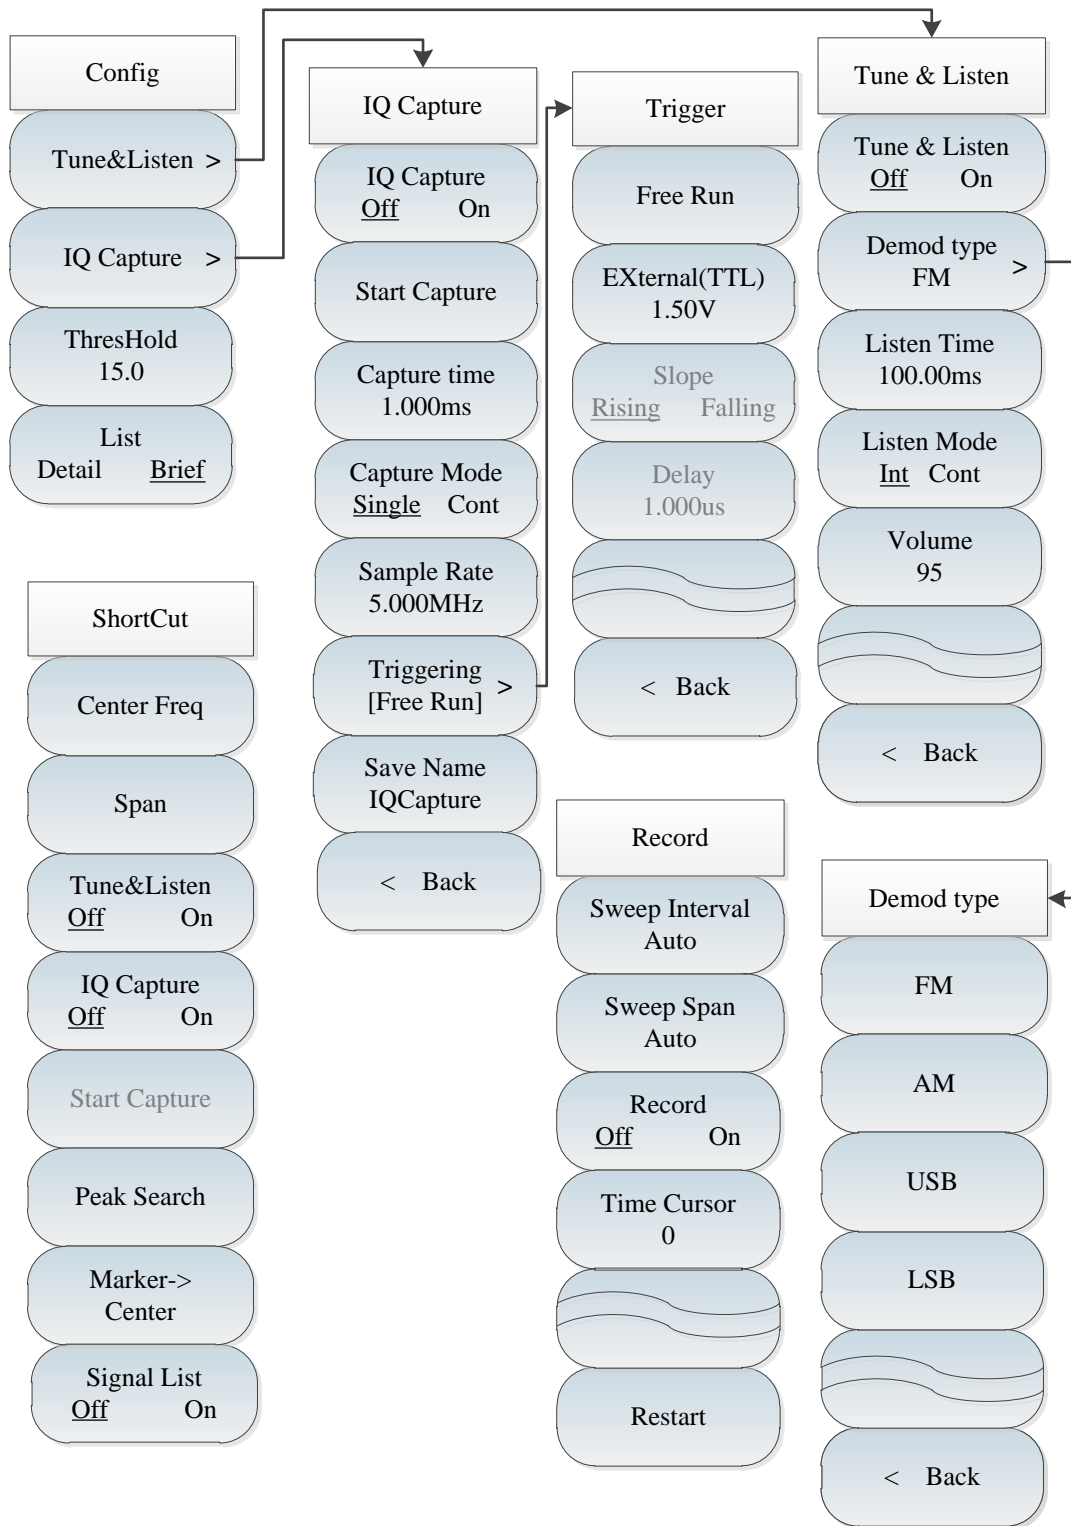 Config
Tune&Listen >
IQ Capture >
ThresHold
15.0
List
Detail Brief
ShortCut
Center Freq
Span
Tune&Listen
Off On
IQ Capture
Off On
Start Capture
Peak Search
Marker->
Center
Signal List
Off On
IQ Capture
IQ Capture
Off On
Start Capture
Capture time
1.000ms
Capture Mode
Single Cont
Sample Rate
5.000MHz
Triggering >
[Free Run]
Save Name
IQCapture
< Back
Trigger
Free Run
EXternal(TTL)
1.50V
Slope
Rising Falling
Delay
1.000us
< Back
Record
Sweep Interval
Auto
Sweep Span
Auto
Record
Off On
Time Cursor
0
Restart
Tune & Listen
Tune & Listen
Off On
Demod type >
FM
Listen Time
100.00ms
Listen Mode
Int Cont
Volume
95
< Back
Demod type
FM
AM
USB
LSB
< Back